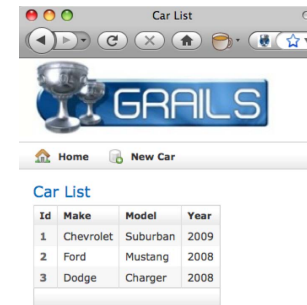 Car List
GRAILS
Home New Car
Car List
Id Make Model Year
1 Chevrolet Suburban 2009
2 Ford Mustang 2008
3 Dodge Charger 2008